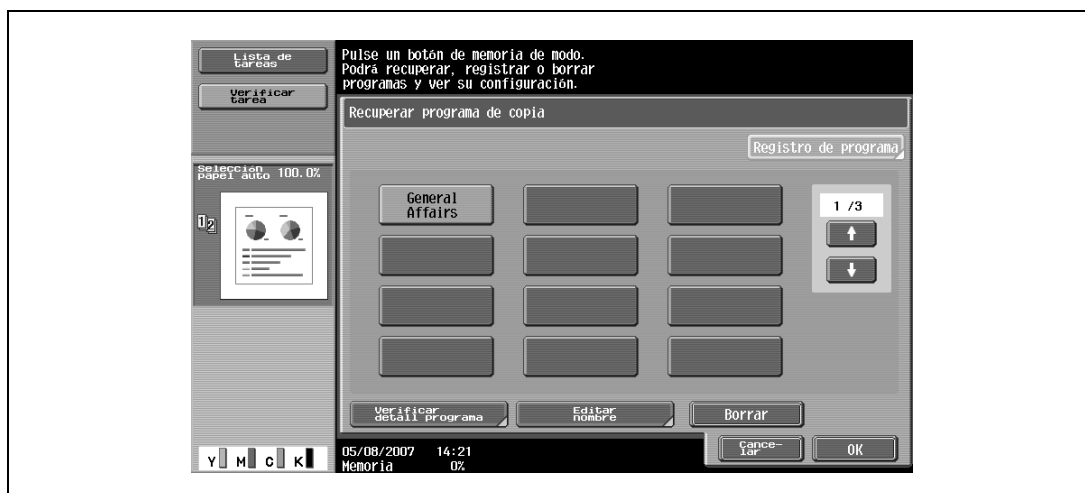 Lista de
tareas
Verificar
tarea
Selección
papel auto 100.0%
12
Y M C K
Pulse un botón de memoria de modo.
Podrá recuperar, registrar o borrar
programas y ver su configuración.
Recuperar programa de copia
Registro de programa
General
Affairs
1 /3
Verificar
detall programa
Editar
nombre
Borrar
05/08/2007 14:21
Memoria 0%
Cance-
lar
OK